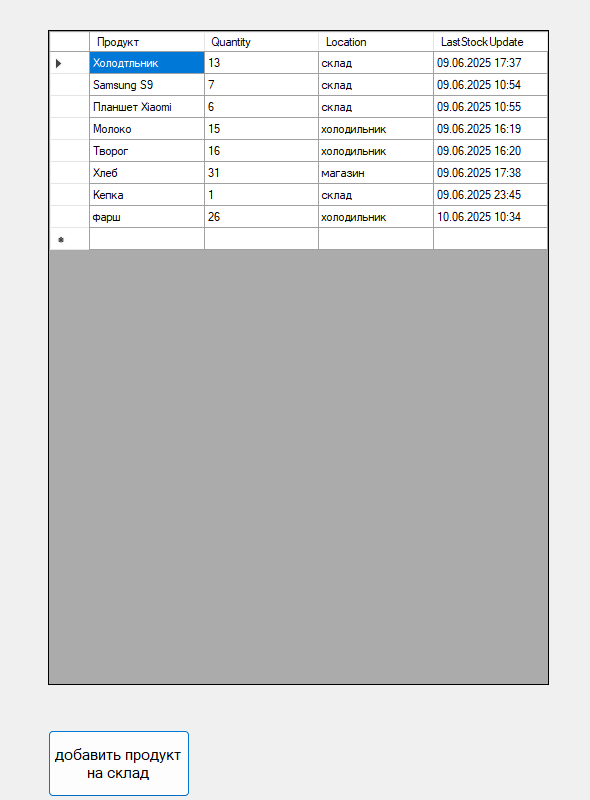 Продукт Quantity Location LastStockUpdate
Холодтльник 13 склад 09.06.2025 17:37
Samsung S9 7 склад 09.06.2025 10:54
Планшет Xiaomi 6 склад 09.06.2025 10:55
Молоко 15 холодильник 09.06.2025 16:19
Творог 16 холодильник 09.06.2025 16:20
Хлеб 31 магазин 09.06.2025 17:38
Кепка 1 склад 09.06.2025 23:45
фарш 26 холодильник 10.06.2025 10:34
добавить продукт
на склад